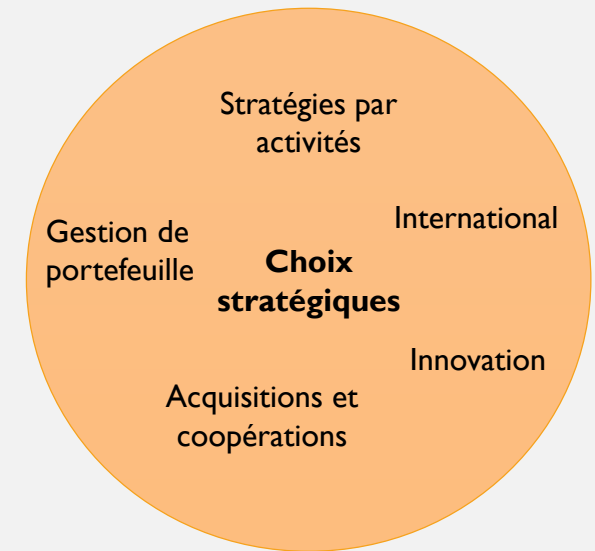 Stratégies par
activités
International
Gestion de
portefeuille
Choix
stratégiques
Innovation
Acquisitions et
coopérations